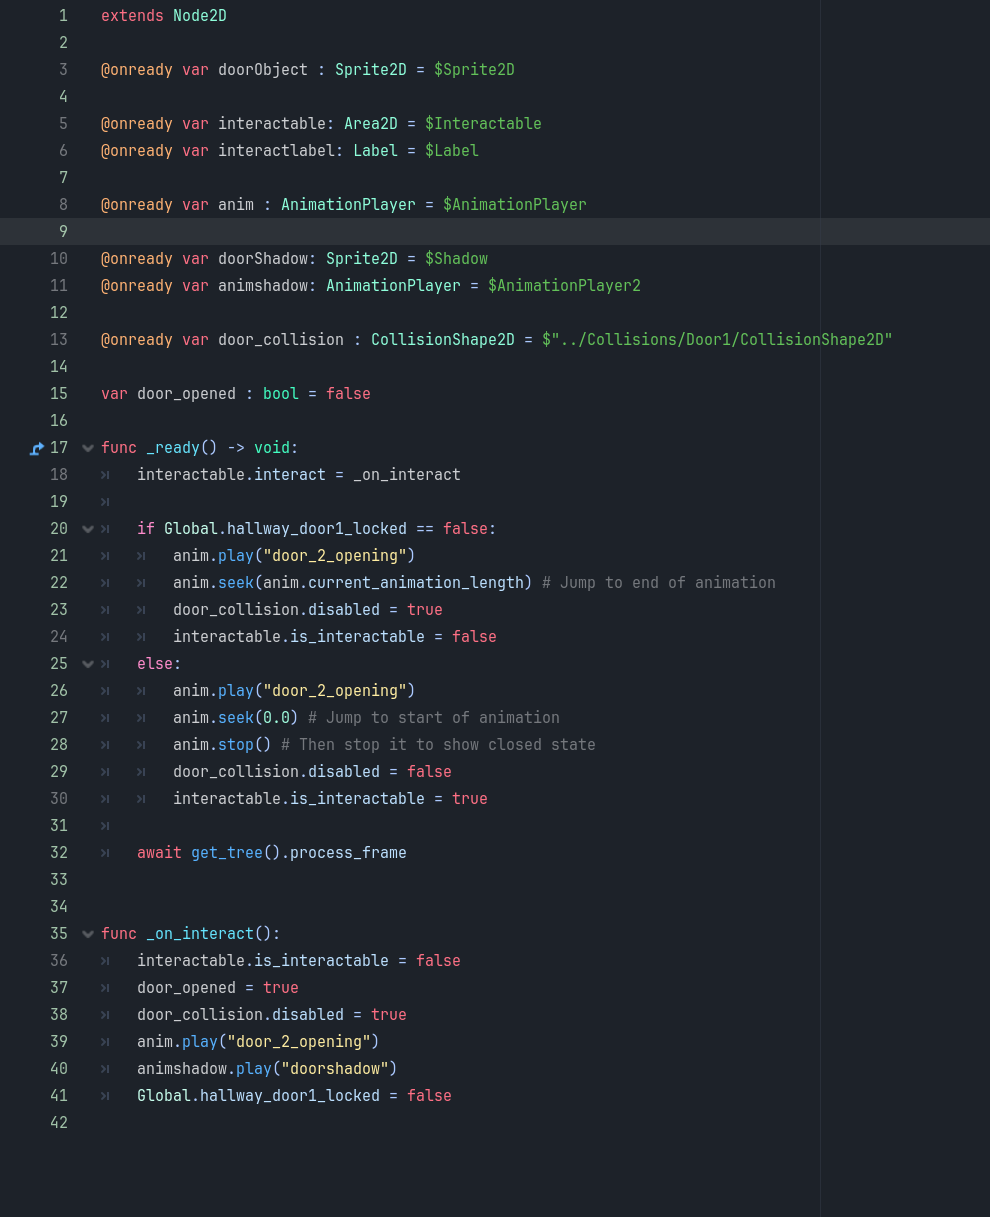 1 extends Node2D
2
3 @onready var doorObject : Sprite2D = $Sprite2D
4
5 @onready var interactable: Area2D = $Interactable
6 @onready var interactlabel: Label = $Label
7
8 @onready var anim : AnimationPlayer = $AnimationPlayer
9
10 @onready var doorShadow: Sprite2D = $Shadow
11 @onready var animshadow: AnimationPlayer = $AnimationPlayer2
12
13 @onready var door_collision : CollisionShape2D = $"../Collisions/Door1/CollisionShape2D"
14
15 var door_opened : bool = false
16
17 func _ready() -> void:
18 interactable.interact = _on_interact
19
20 if Global.hallway_door1_locked == false:
21 anim.play("door_2_opening")
22 anim.seek(anim.current_animation_length) # Jump to end of animation
23 door_collision.disabled = true
24 interactable.is_interactable = false
25 else:
26 anim.play("door_2_opening")
27 anim.seek(0.0) # Jump to start of animation
28 anim.stop() # Then stop it to show closed state
29 door_collision.disabled = false
30 interactable.is_interactable = true
31
32 await get_tree().process_frame
33
34
35 func _on_interact():
36 interactable.is_interactable = false
37 door_opened = true
38 door_collision.disabled = true
39 anim.play("door_2_opening")
40 animshadow.play("doorshadow")
41 Global.hallway_door1_locked = false
42